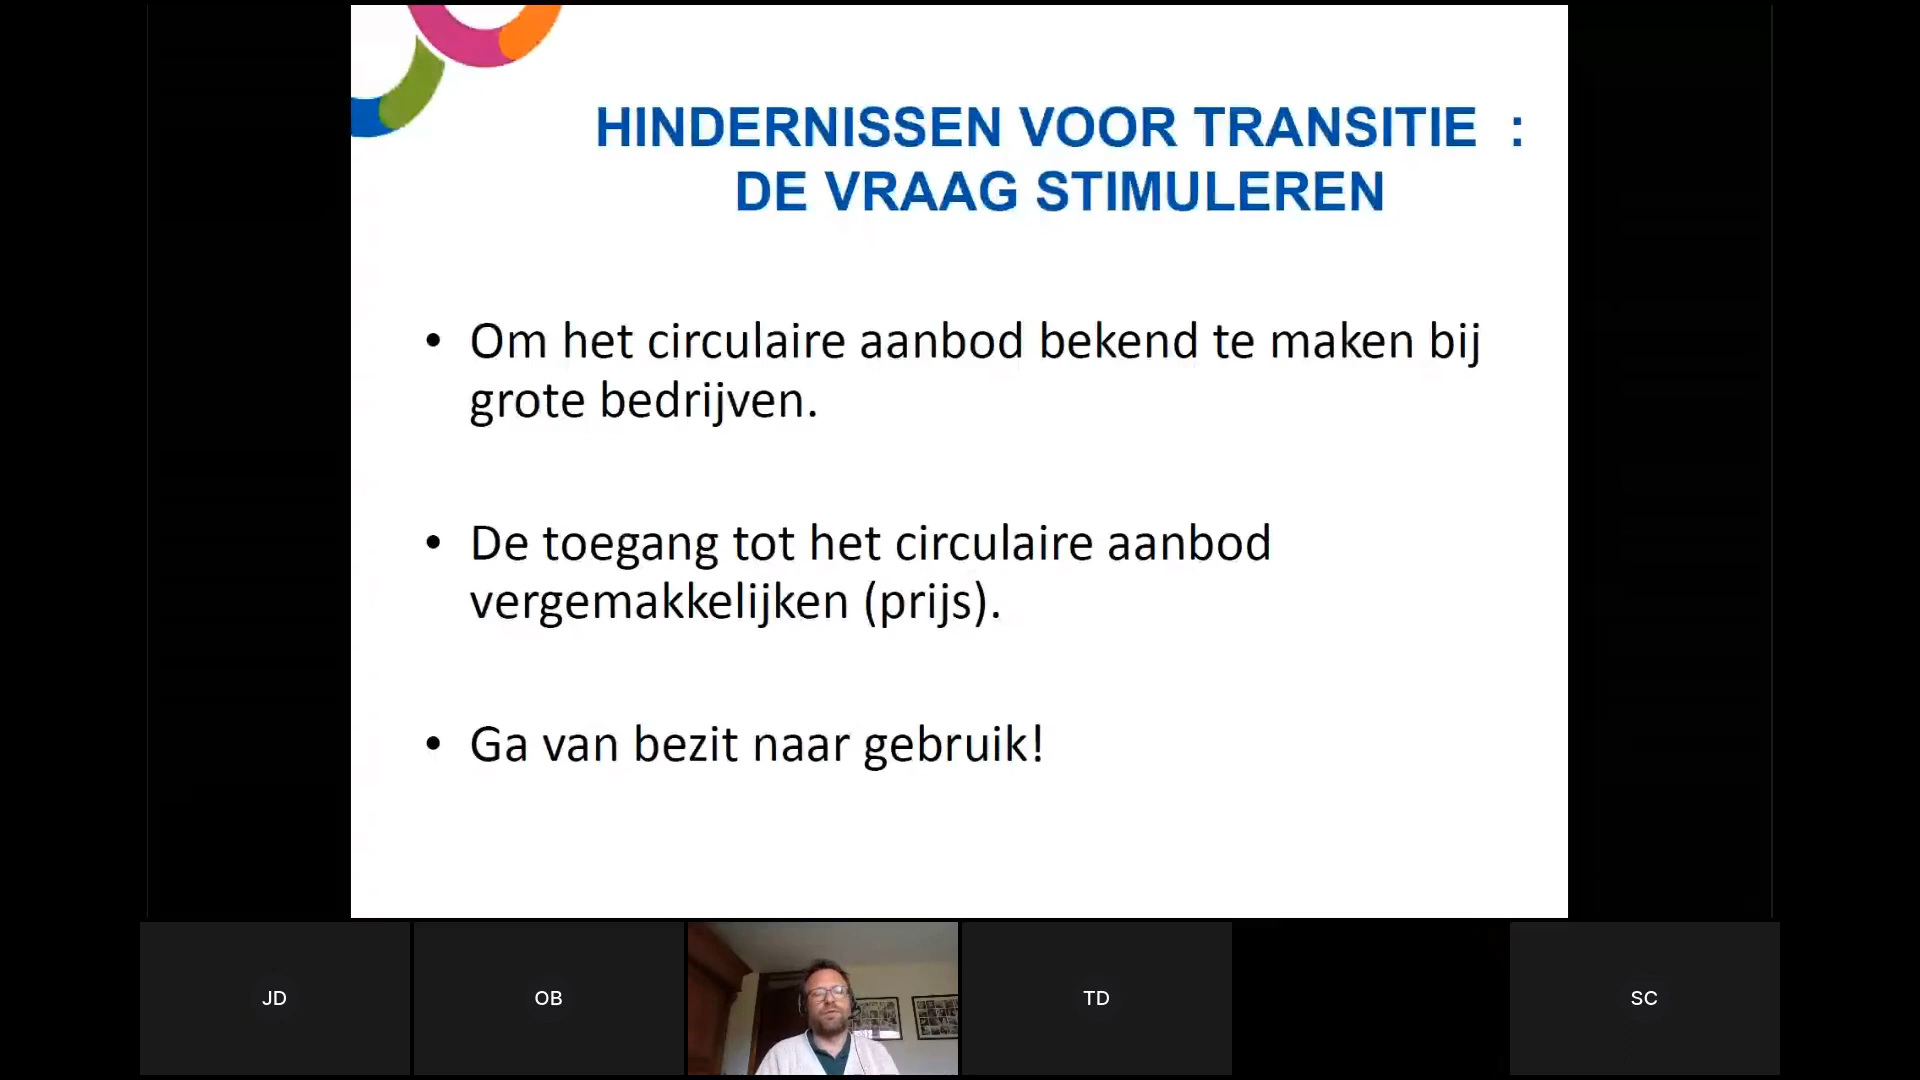 HINDERNISSEN VOOR TRANSITIE :
DE VRAAG STIMULEREN
• Om het circulaire aanbod bekend te maken bij
grote bedrijven.
• De toegang tot het circulaire aanbod
vergemakkelijken (prijs).
• Ga van bezit naar gebruik!
JD
OB
TD
SC